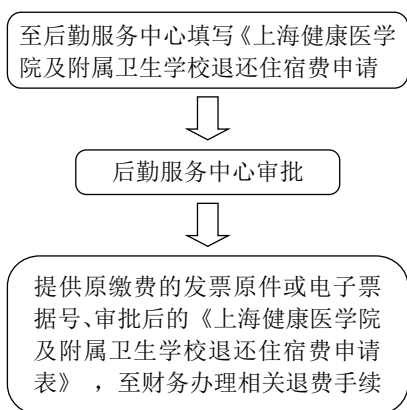 至后勤服务中心填写《上海健康医学
院及附属卫生学校退还住宿费申请
后勤服务中心审批
提供原缴费的发票原件或电子票
据号、审批后的《上海健康医学院
及附属卫生学校退还住宿费申请
表》，至财务办理相关退费手续